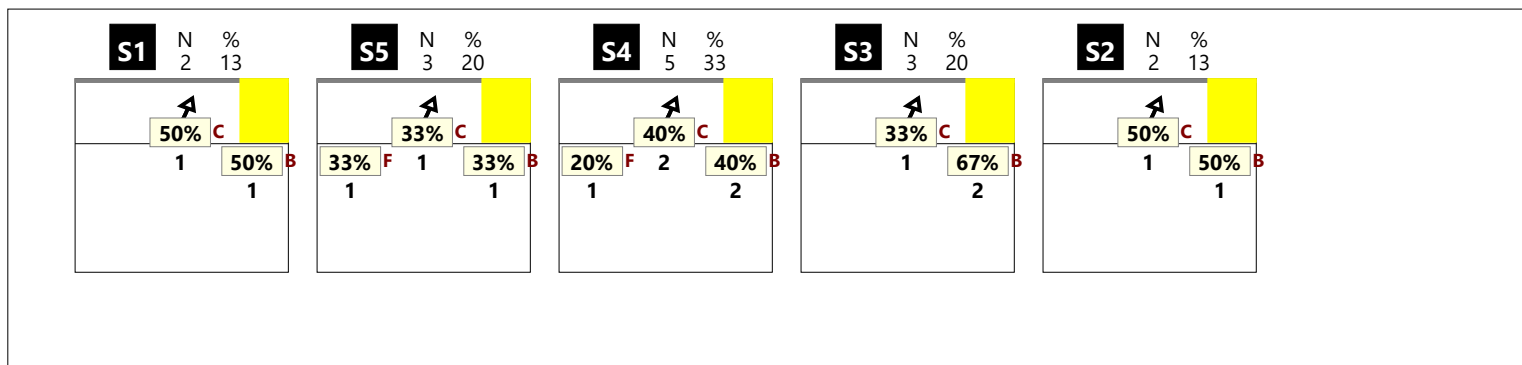 S1 N % S5 N % S4 N % S3 N % S2 N %
2 13 3 20 5 33 3 20 2 13
50% C 33% C 40% C 33% C 50% C
1 50% B 33% F 1 33% B 20% F 2 40% B 1 67% B 1 50% B
1 1 1 1 2 2 1